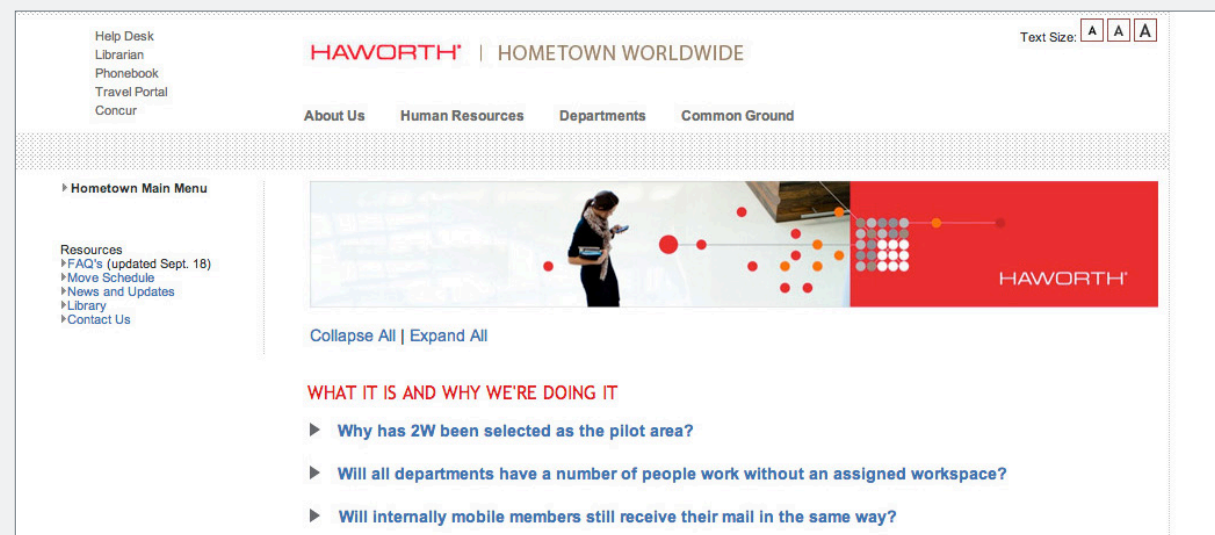 Help Desk
Librarian
Phonebook
Travel Portal
Concur
HAWORTH® | HOMETOWN WORLDWIDE
Text Size: A A A
About Us Human Resources Departments Common Ground
Hometown Main Menu
Resources
FAQ's (updated Sept. 18)
Move Schedule
News and Updates
Library
Contact Us
HAWORTH®
Collapse All | Expand All
WHAT IT IS AND WHY WE'RE DOING IT
Why has 2W been selected as the pilot area?
Will all departments have a number of people work without an assigned workspace?
Will internally mobile members still receive their mail in the same way?